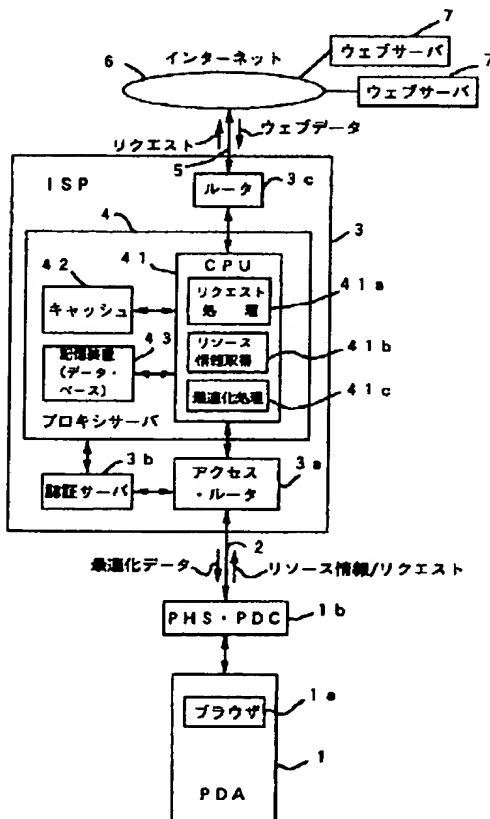 7
インターネット
ウェブサーバ
6
7
ウェブサーバ
リクエスト
ウェブデータ
5
ISP
ルータ
3c
4
3
42
41
CPU
キャッシュ
リクエスト
処 理
41a
43
記憶装置
(データ・
ベース)
リソース
情報取得
41b
最適化処理
41c
プロキシサーバ
3b
認証サーバ
アクセス
・ルータ
3a
2
最適化データ
リソース情報/リクエスト
PHS・PDC
1b
ブラウザ
1a
1
PDA